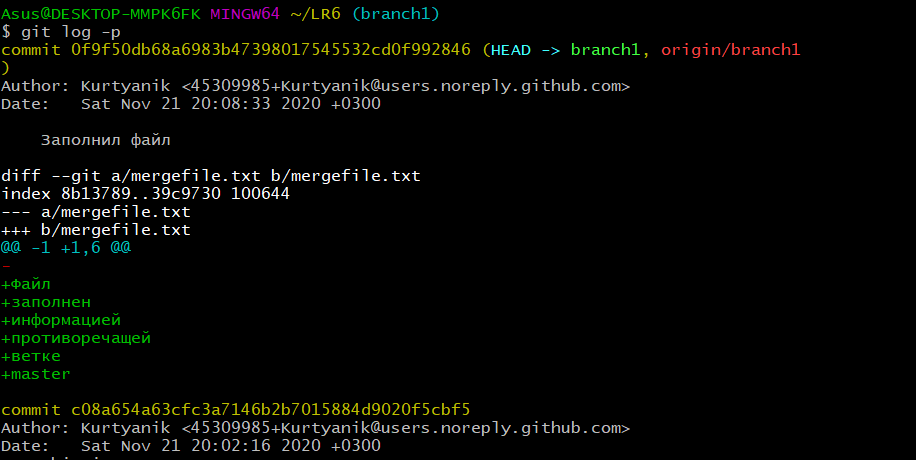 Asus@DESKTOP-MMPK6FK MINGW64 ~/LR6 (branch1)
$ git log -p
commit 0f9f50db68a6983b47398017545532cd0f992846 (HEAD -> branch1, origin/branch1
)
Author: Kurtyanik <45309985+Kurtyanik@users.noreply.github.com>
Date:   Sat Nov 21 20:08:33 2020 +0300
    Заполнил файл
diff --git a/mergefile.txt b/mergefile.txt
index 8b13789..39c9730 100644
--- a/mergefile.txt
+++ b/mergefile.txt
@@ -1 +1,6 @@
-
+Файл
+заполнен
+информацией
+противоречащей
+ветке
+master
commit c08a654a63cfc3a7146b2b7015884d9020f5cbf5
Author: Kurtyanik <45309985+Kurtyanik@users.noreply.github.com>
Date:   Sat Nov 21 20:02:16 2020 +0300